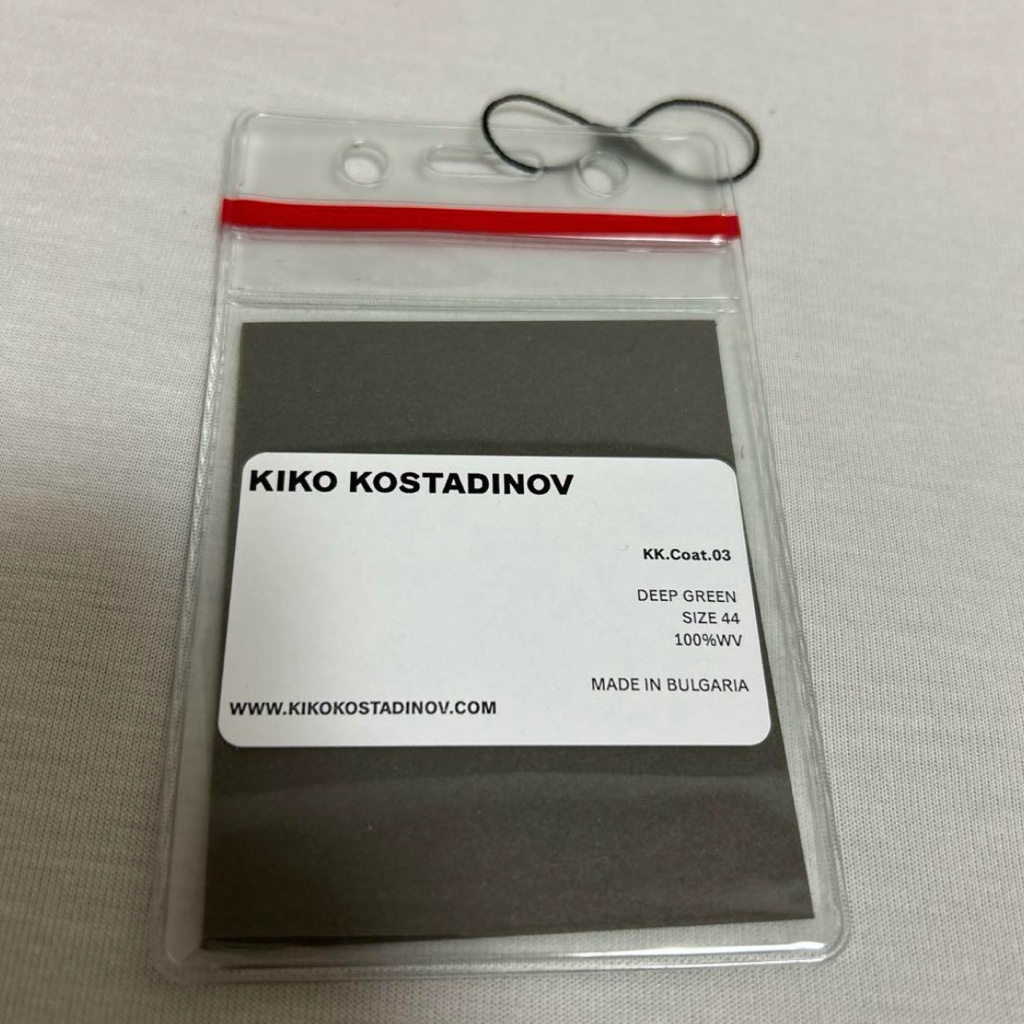 KIKO KOSTADINOV
KK.Coat.03
DEEP GREEN
SIZE 44
100%WV
MADE IN BULGARIA
WWW.KIKOKOSTADINOV.COM